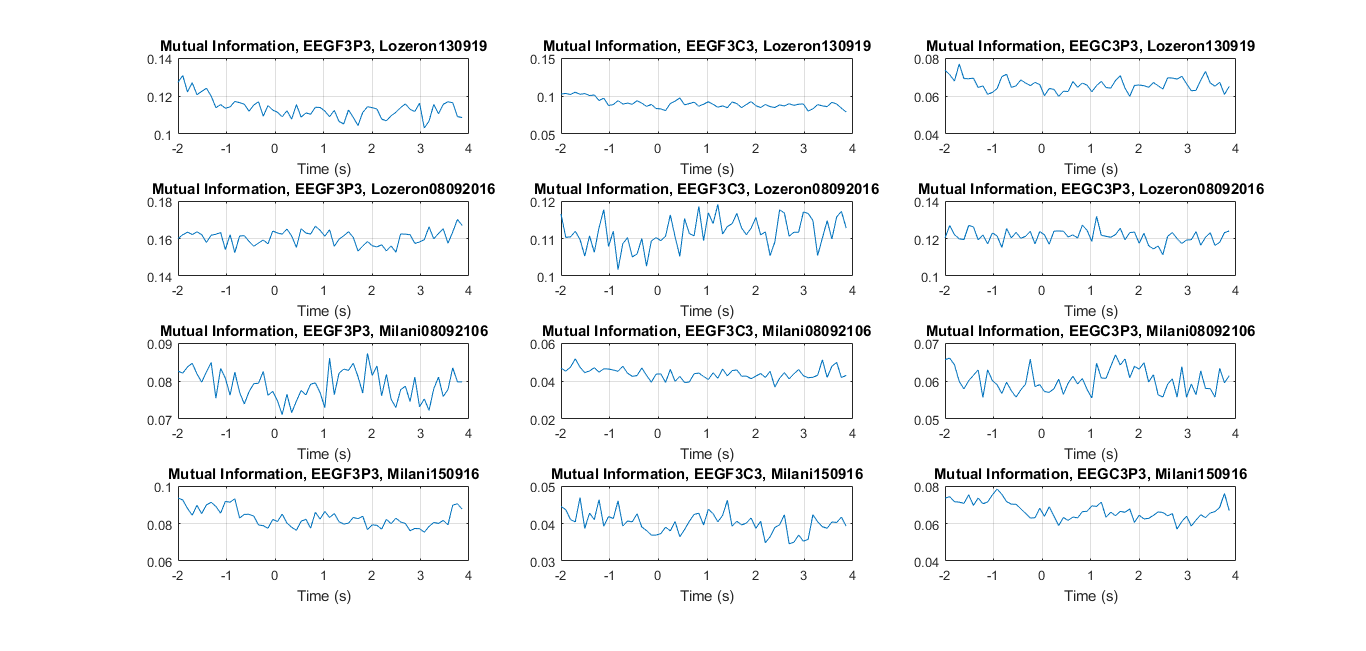 Mutual Information, EEGF3P3, Lozeron130919
0.14
0.12
0.1
-2 -1 0 1 2 3 4
Time (s)
Mutual Information, EEGF3C3, Lozeron130919
0.15
0.1
0.05
-2 -1 0 1 2 3 4
Time (s)
Mutual Information, EEGC3P3, Lozeron130919
0.08
0.06
0.04
-2 -1 0 1 2 3 4
Time (s)
Mutual Information, EEGF3P3, Lozeron08092016
0.18
0.16
0.14
-2 -1 0 1 2 3 4
Time (s)
Mutual Information, EEGF3C3, Lozeron08092016
0.12
0.11
0.1
-2 -1 0 1 2 3 4
Time (s)
Mutual Information, EEGC3P3, Lozeron08092016
0.14
0.12
0.1
-2 -1 0 1 2 3 4
Time (s)
Mutual Information, EEGF3P3, Milani08092106
0.09
0.08
0.07
-2 -1 0 1 2 3 4
Time (s)
Mutual Information, EEGF3C3, Milani08092106
0.06
0.04
0.02
-2 -1 0 1 2 3 4
Time (s)
Mutual Information, EEGC3P3, Milani08092106
0.07
0.06
0.05
-2 -1 0 1 2 3 4
Time (s)
Mutual Information, EEGF3P3, Milani150916
0.1
0.08
0.06
-2 -1 0 1 2 3 4
Time (s)
Mutual Information, EEGF3C3, Milani150916
0.05
0.04
0.03
-2 -1 0 1 2 3 4
Time (s)
Mutual Information, EEGC3P3, Milani150916
0.08
0.06
0.04
-2 -1 0 1 2 3 4
Time (s)